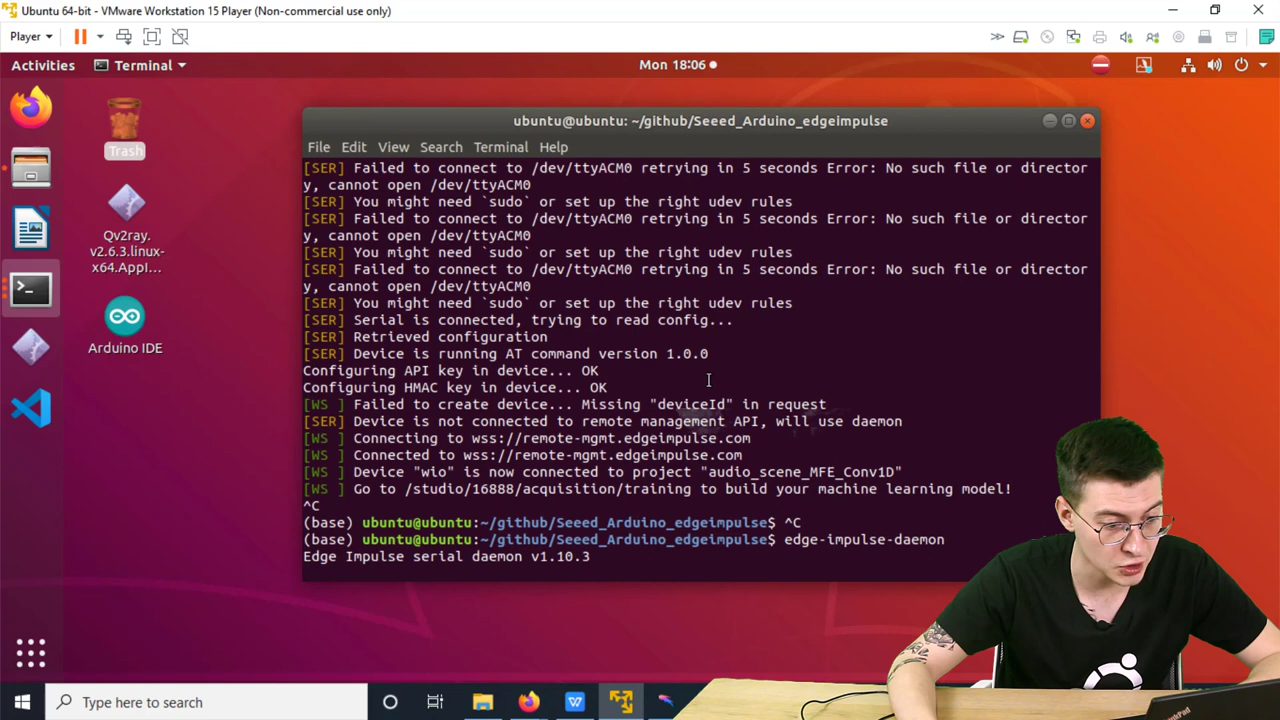 Ubuntu 64-bit - VMware Workstation 15 Player (Non-commercial use only)
Player
Activities
Terminal
Mon 18:06
Trash
Qv2ray.
v2.6.3.linux-
x64.AppI...
Arduino IDE
ubuntu@ubuntu: ~/github/Seeed_Arduino_edgeimpulse
File Edit View Search Terminal Help
[SER] Failed to connect to /dev/ttyACM0 retrying in 5 seconds Error: No such file or director
y, cannot open /dev/ttyACM0
[SER] You might need `sudo` or set up the right udev rules
[SER] Failed to connect to /dev/ttyACM0 retrying in 5 seconds Error: No such file or director
y, cannot open /dev/ttyACM0
[SER] You might need `sudo` or set up the right udev rules
[SER] Failed to connect to /dev/ttyACM0 retrying in 5 seconds Error: No such file or director
y, cannot open /dev/ttyACM0
[SER] You might need `sudo` or set up the right udev rules
[SER] Serial is connected, trying to read config...
[SER] Retrieved configuration
[SER] Device is running AT command version 1.0.0
Configuring API key in device... OK
Configuring HMAC key in device... OK
[WS ] Failed to create device... Missing "deviceId" in request
[SER] Device is not connected to remote management API, will use daemon
[WS ] Connecting to wss://remote-mgmt.edgeimpulse.com
[WS ] Connected to wss://remote-mgmt.edgeimpulse.com
[WS ] Device "wio" is now connected to project "audio_scene_MFE_Conv1D"
[WS ] Go to /studio/16888/acquisition/training to build your machine learning model!
^C
(base) ubuntu@ubuntu:~/github/Seeed_Arduino_edgeimpulse$ ^C
(base) ubuntu@ubuntu:~/github/Seeed_Arduino_edgeimpulse$ edge-impulse-daemon
Edge Impulse serial daemon v1.10.3
Type here to search